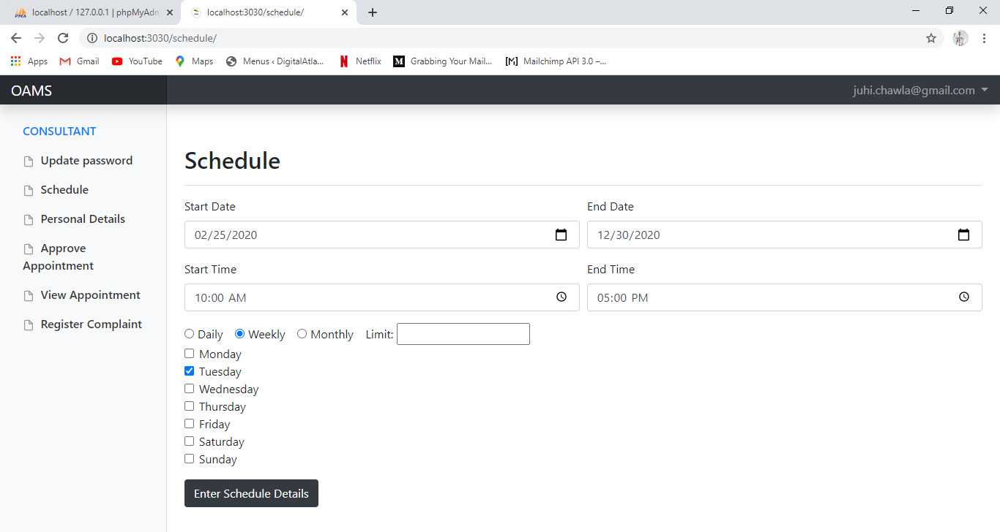 localhost / 127.0.0.1 | phpMyAdm
localhost:3030/schedule/
localhost:3030/schedule/
Apps Gmail YouTube Maps Menus ‹ DigitalAtla... Netflix Grabbing Your Mail... Mailchimp API 3.0 –...
OAMS juhi.chawla@gmail.com
CONSULTANT
Update password
Schedule
Personal Details
Approve
Appointment
View Appointment
Register Complaint
Schedule
Start Date End Date
02/25/2020 12/30/2020
Start Time End Time
10:00 AM 05:00 PM
Daily Weekly Monthly Limit:
Monday
Tuesday
Wednesday
Thursday
Friday
Saturday
Sunday
Enter Schedule Details